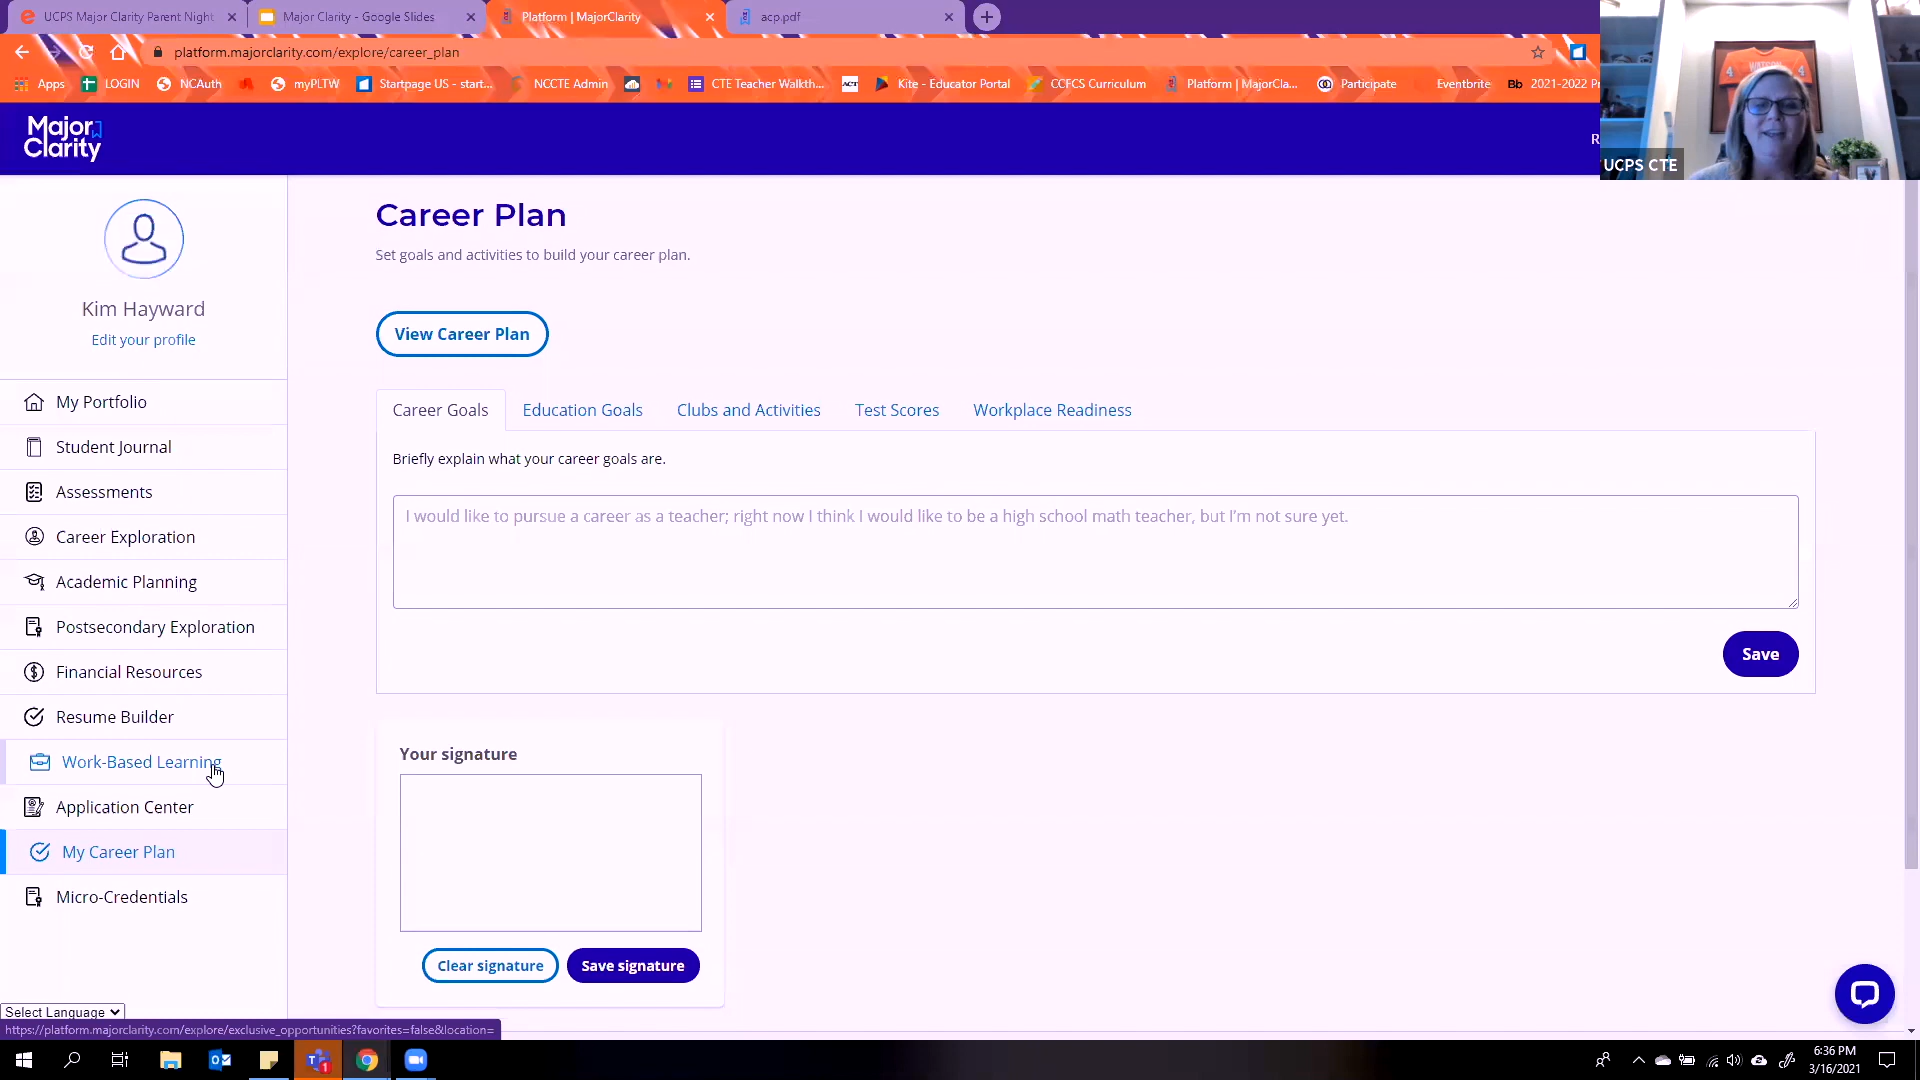 UCPS Major Clarity Parent Night
Major Clarity - Google Slides
Platform | MajorClarity
acp.pdf
platform.majorclarity.com/explore/career_plan
Apps
LOGIN
NCAuth
myPLTW
Startpage US - start...
NCCTE Admin
CTE Teacher Walkth...
ACT
Kite - Educator Portal
CCFCS Curriculum
Platform | MajorCla...
Participate
Eventbrite
Bb 2021-2022 P
Major
Clarity
R
WATSON
4 4
UCPS CTE
Kim Hayward
Edit your profile
My Portfolio
Student Journal
Assessments
Career Exploration
Academic Planning
Postsecondary Exploration
Financial Resources
Resume Builder
Work-Based Learning
Application Center
My Career Plan
Micro-Credentials
Select Language
Career Plan
Set goals and activities to build your career plan.
View Career Plan
Career Goals
Education Goals
Clubs and Activities
Test Scores
Workplace Readiness
Briefly explain what your career goals are.
I would like to pursue a career as a teacher; right now I think I would like to be a high school math teacher, but I'm not sure yet.
Save
Your signature
Clear signature
Save signature
https://platform.majorclarity.com/explore/exclusive_opportunities?favorites=false&location=
6:36 PM
3/16/2021